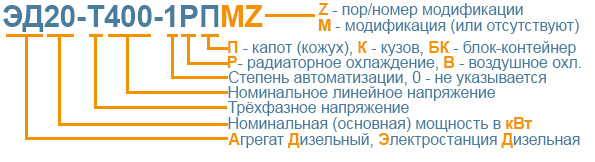 ЭД20-Т400-1РПMZ
Z - пор/номер модификации
М - модификация (или отсутствуют)
П - капот (кожух), К - кузов, БК - блок-контейнер
Р - радиаторное охлаждение, В - воздушное охл.
Степень автоматизации, 0 - не указывается
Номинальное линейное напряжение
Трёхфазное напряжение
Номинальная (основная) мощность в кВт
Агрегат Дизельный, Электростанция Дизельная